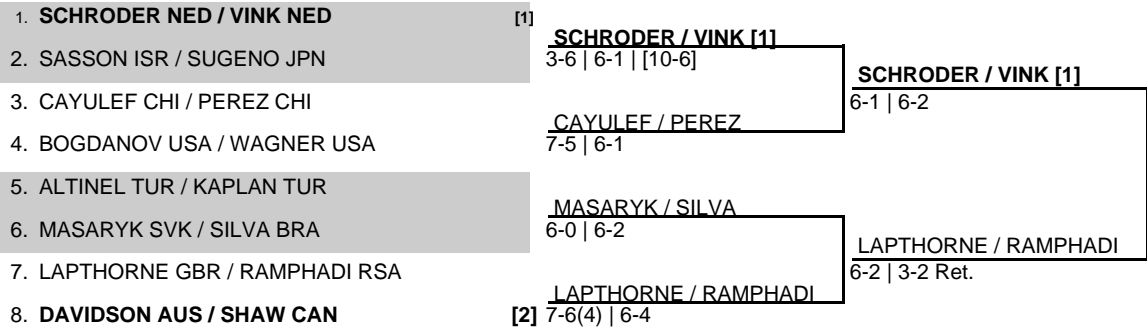 1. SCHRODER NED / VINK NED [1]
2. SASSON ISR / SUGENO JPN
3. CAYULEF CHI / PEREZ CHI
4. BOGDANOV USA / WAGNER USA
5. ALTINEL TUR / KAPLAN TUR
6. MASARYK SVK / SILVA BRA
7. LAPTHORNE GBR / RAMPHADI RSA
8. DAVIDSON AUS / SHAW CAN [2]
SCHRODER / VINK [1]
3-6 | 6-1 | [10-6]
CAYULEF / PEREZ
7-5 | 6-1
MASARYK / SILVA
6-0 | 6-2
LAPTHORNE / RAMPHADI
7-6(4) | 6-4
SCHRODER / VINK [1]
6-1 | 6-2
LAPTHORNE / RAMPHADI
6-2 | 3-2 Ret.